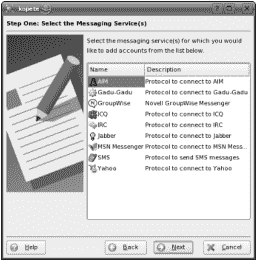 kopete
Step One: Select the Messaging Service(s)
Select the messaging service(s) for which you would
like to add accounts from the list below.
Name Description
AIM Protocol to connect to AIM
Gadu-Gadu Protocol to connect to Gadu-Gadu
GroupWise Novell GroupWise Messenger
ICQ Protocol to connect to ICQ
IRC Protocol to connect to IRC
Jabber Protocol to connect to Jabber
MSN Messenger Protocol to connect to MSN Mess...
SMS Protocol to send SMS messages
Yahoo Protocol to connect to Yahoo
Help Back Next Cancel